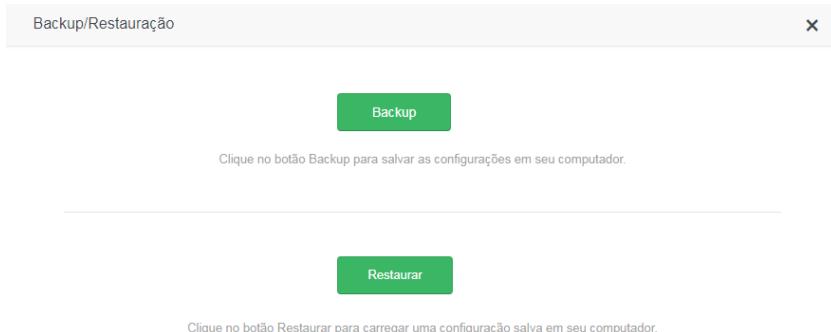 Backup/Restauração
Backup
Clique no botão Backup para salvar as configurações em seu computador.
Restaurar
Clique no botão Restaurar para carregar uma configuração salva em seu computador.